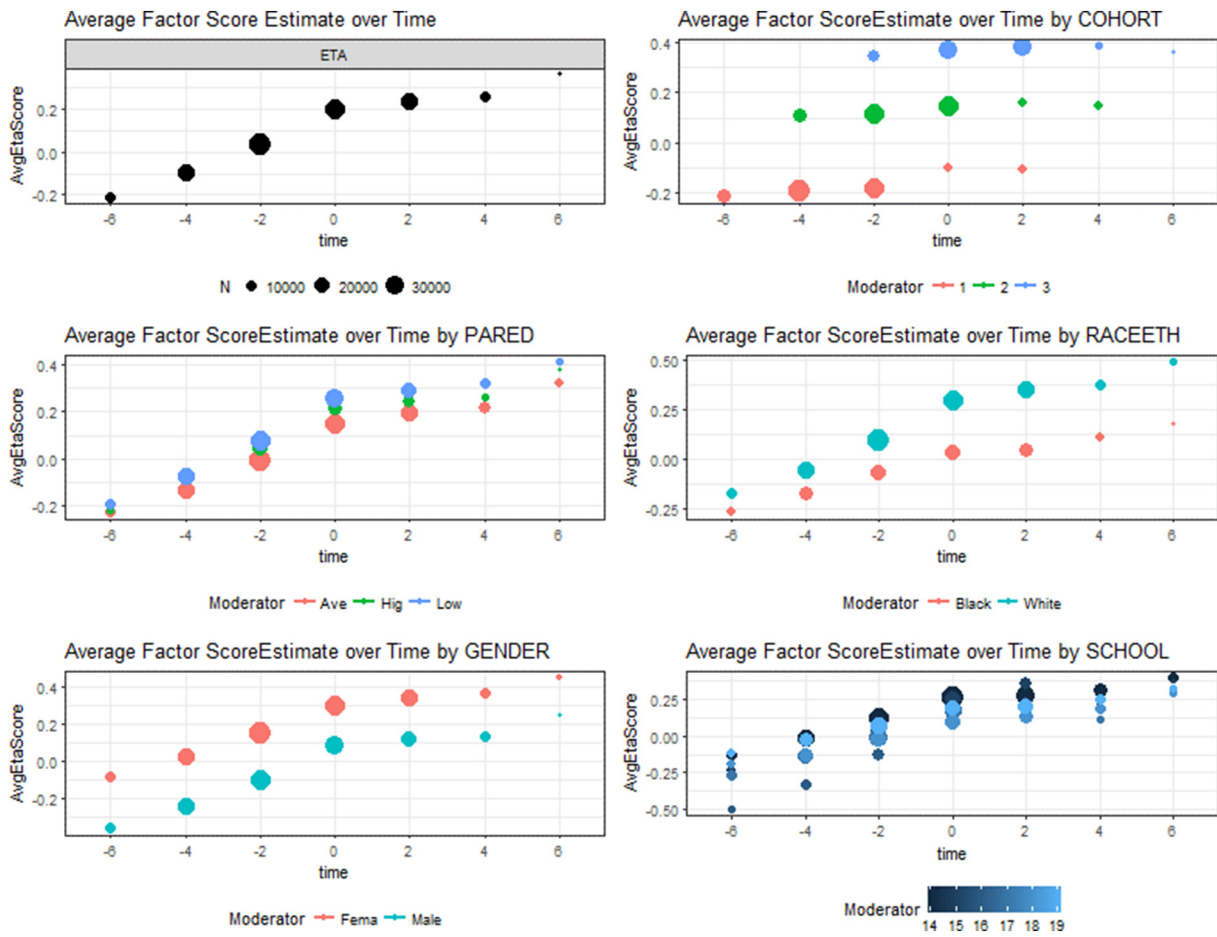 Average Factor Score Estimate over Time
ETA
AvgEtaScore
0.2
0.0
-0.2
-6 -4 -2 0 2 4 6
time
N 10000 20000 30000
Average Factor ScoreEstimate over Time by COHORT
AvgEtaScore
0.4
0.2
0.0
-0.2
-6 -4 -2 0 2 4 6
time
Moderator 1 2 3
Average Factor ScoreEstimate over Time by PARED
AvgEtaScore
0.4
0.2
0.0
-0.2
-6 -4 -2 0 2 4 6
time
Moderator Ave Hig Low
Average Factor ScoreEstimate over Time by RACEETH
AvgEtaScore
0.50
0.25
0.00
-0.25
-6 -4 -2 0 2 4 6
time
Moderator Black White
Average Factor ScoreEstimate over Time by GENDER
AvgEtaScore
0.4
0.2
0.0
-0.2
-6 -4 -2 0 2 4 6
time
Moderator Fema Male
Average Factor ScoreEstimate over Time by SCHOOL
AvgEtaScore
0.25
0.00
-0.25
-0.50
-6 -4 -2 0 2 4 6
time
Moderator
14 15 16 17 18 19